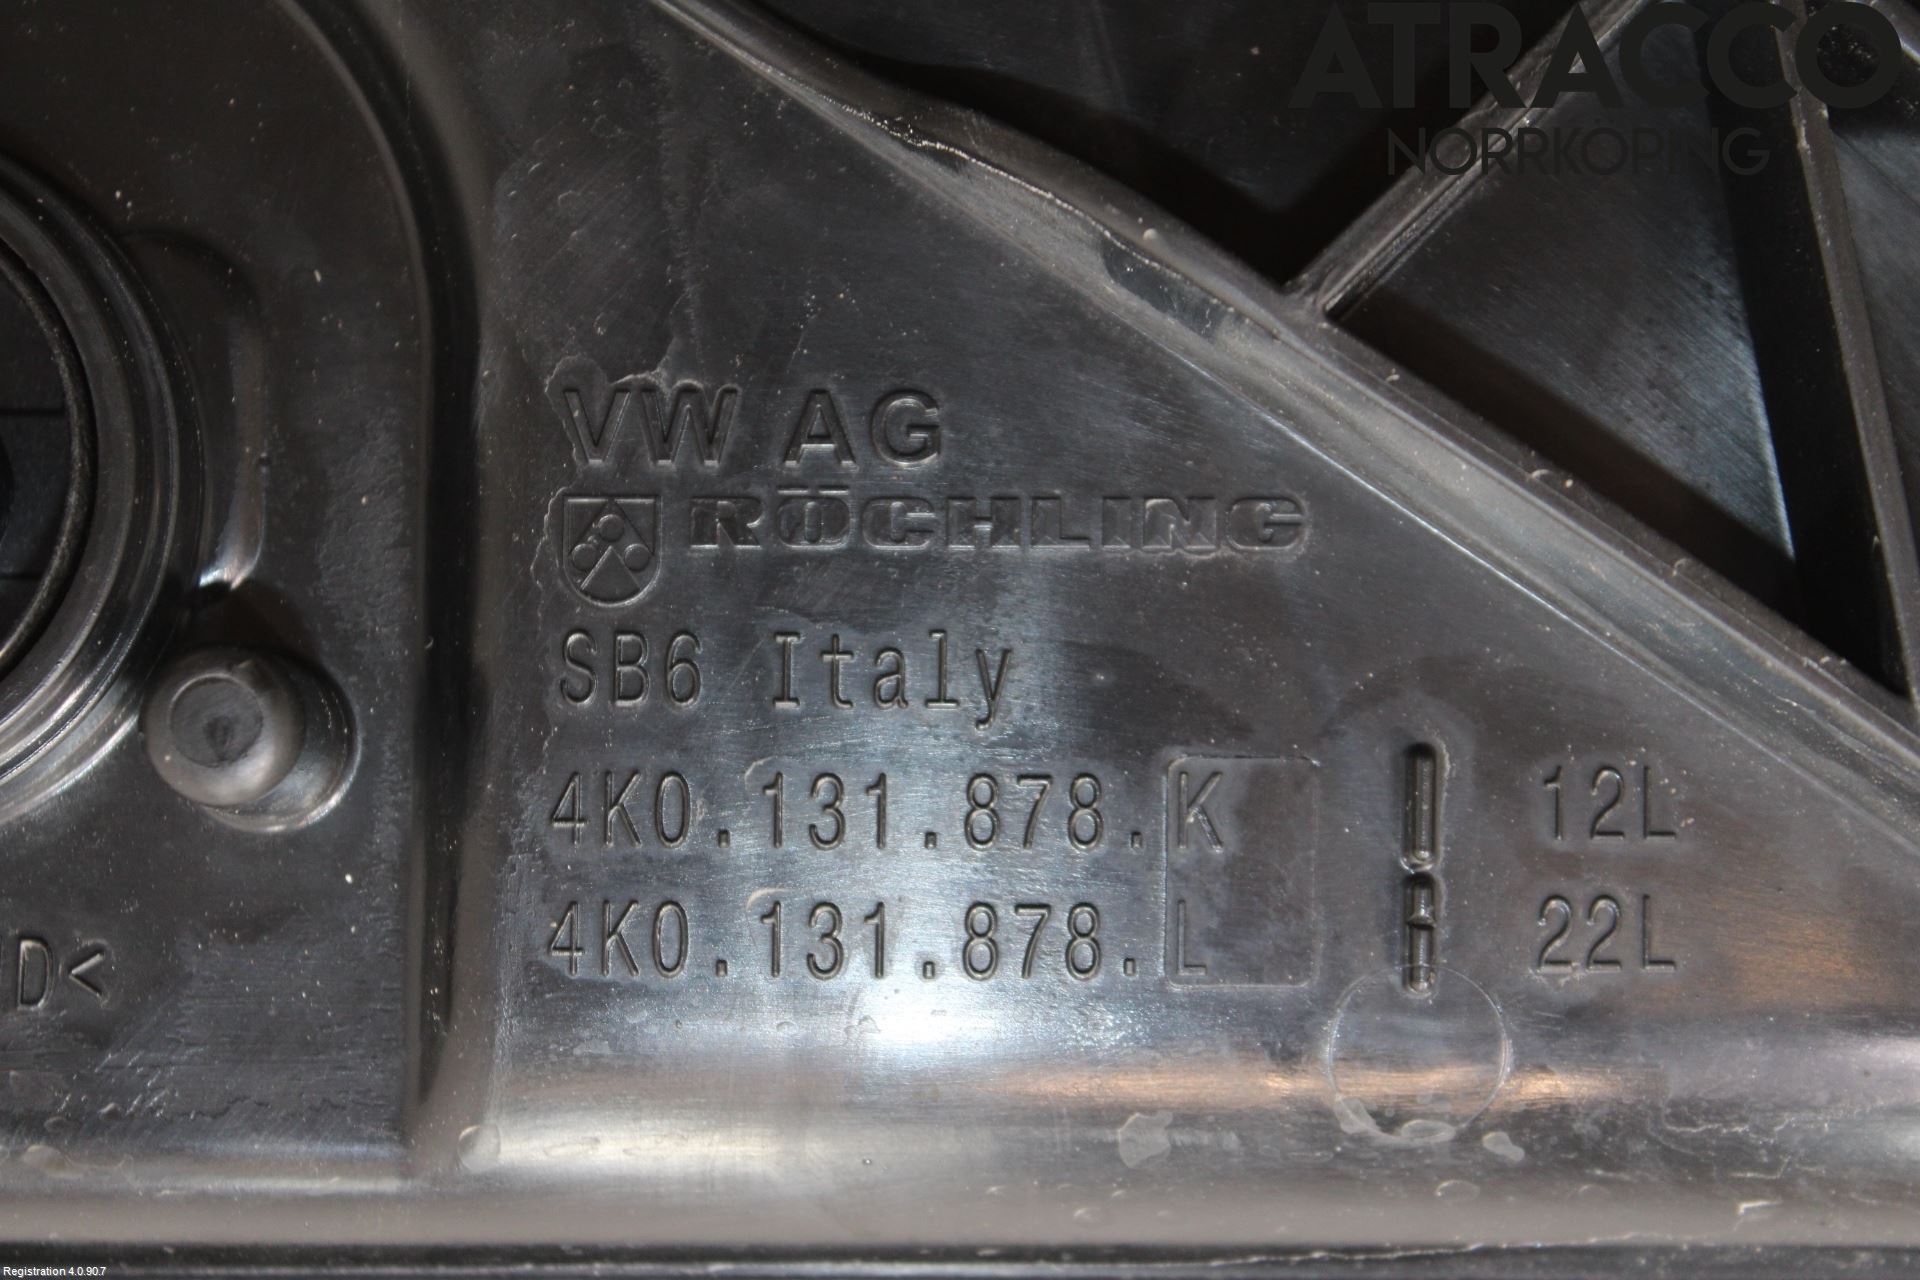 ATRACCO
NORRKÖPING
VW AG
RÖCHLING
SB6 Italy
4K0.131.878.K 12L
4K0.131.878.L 22L
D<
Registration 4.0.90.7